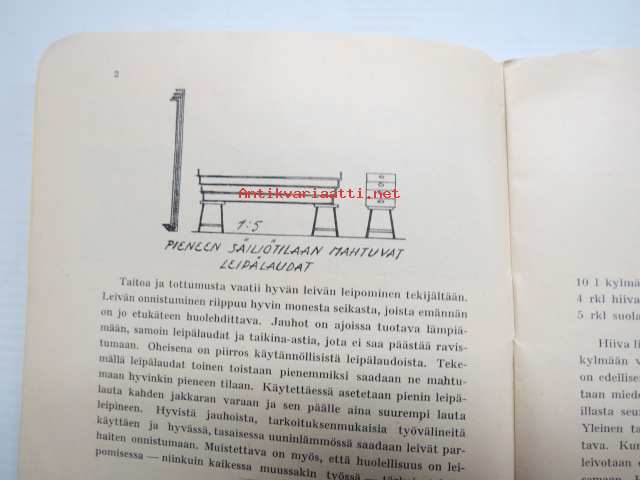 2
Antikvariaatti.net
1:5
PIENEEN SÄILIÖTILAAN MAHTUVAT
LEIPÄLAUDAT
Taitoa ja tottumusta vaatii hyvän leivän leipominen tekijältään.
Leivän onnistuminen riippuu hyvin monesta seikasta, joista emännän
on jo etukäteen huolehdittava. Jauhot on ajoissa tuotava lämpiä-
mään, samoin leipälaudat ja taikina-astia, jota ei saa päästää ravis-
tumaan. Oheisena on piirros käytännöllisistä leipälaudoista. Teke-
mällä leipälaudat toinen toistaan pienemmiksi saadaan ne mahtu-
maan hyvinkin pieneen tilaan. Käytettäessä asetetaan pienin leipä-
lauta kahden jakkaran varaan ja sen päälle aina suurempi lauta
leipineen. Hyvistä jauhoista, tarkoituksenmukaisia työvälineitä
käyttäen ja hyvässä, tasaisessa uuninlämmössä saadaan leivät par-
haiten onnistumaan. Muistettava on myös, että huolellisuus on lei-
pomisessa — niinkuin kaikessa muussakin työssä —
10 1 kylmä
4 rkl hiiva
5 rkl suola
Hiiva li
kylmään v
on edellisen
taan miede
illasta seu
Yleinen ta
tava. Kun
leivotaan
samaan